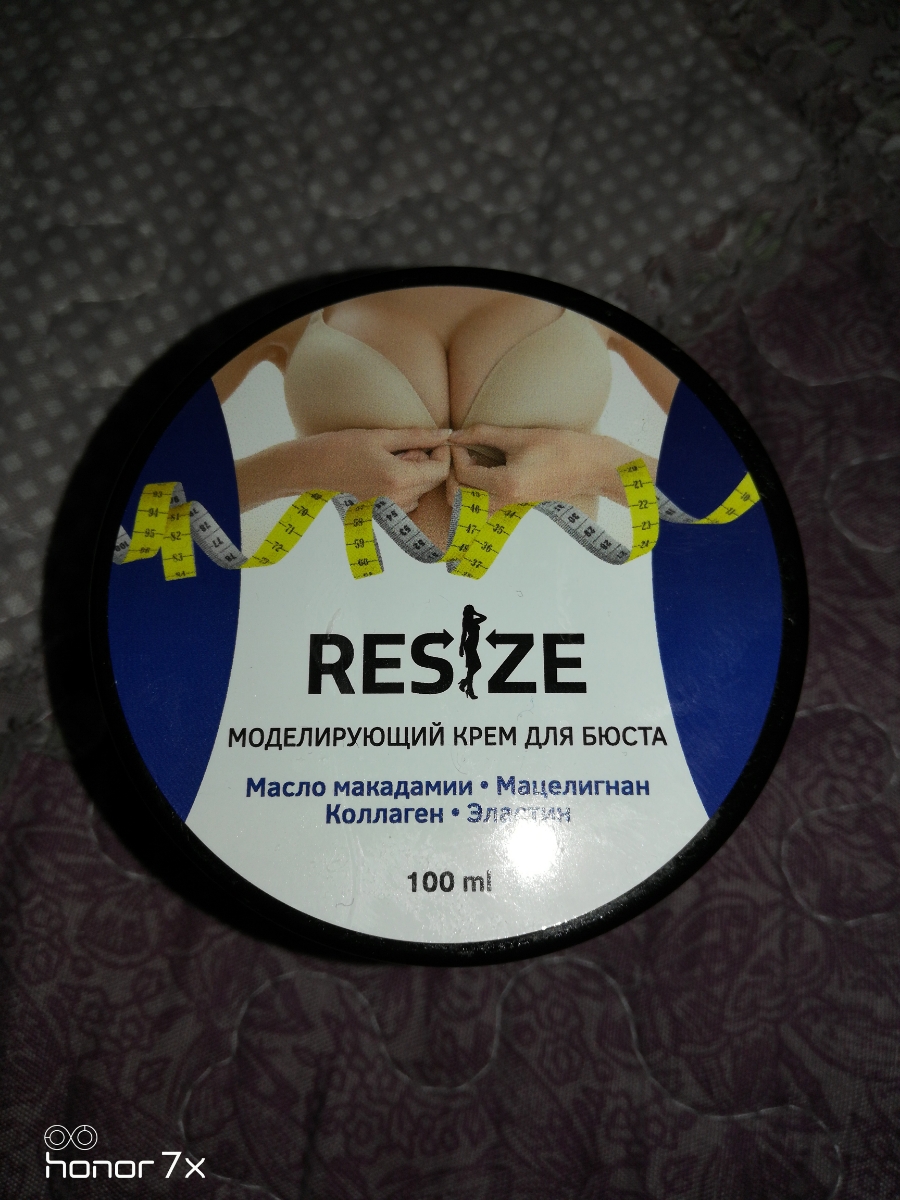 RESIZE
МОДЕЛИРУЮЩИЙ КРЕМ ДЛЯ БЮСТА
Масло макадамии • Мацелигнан
Коллаген • Эластин
100 ml
honor 7x